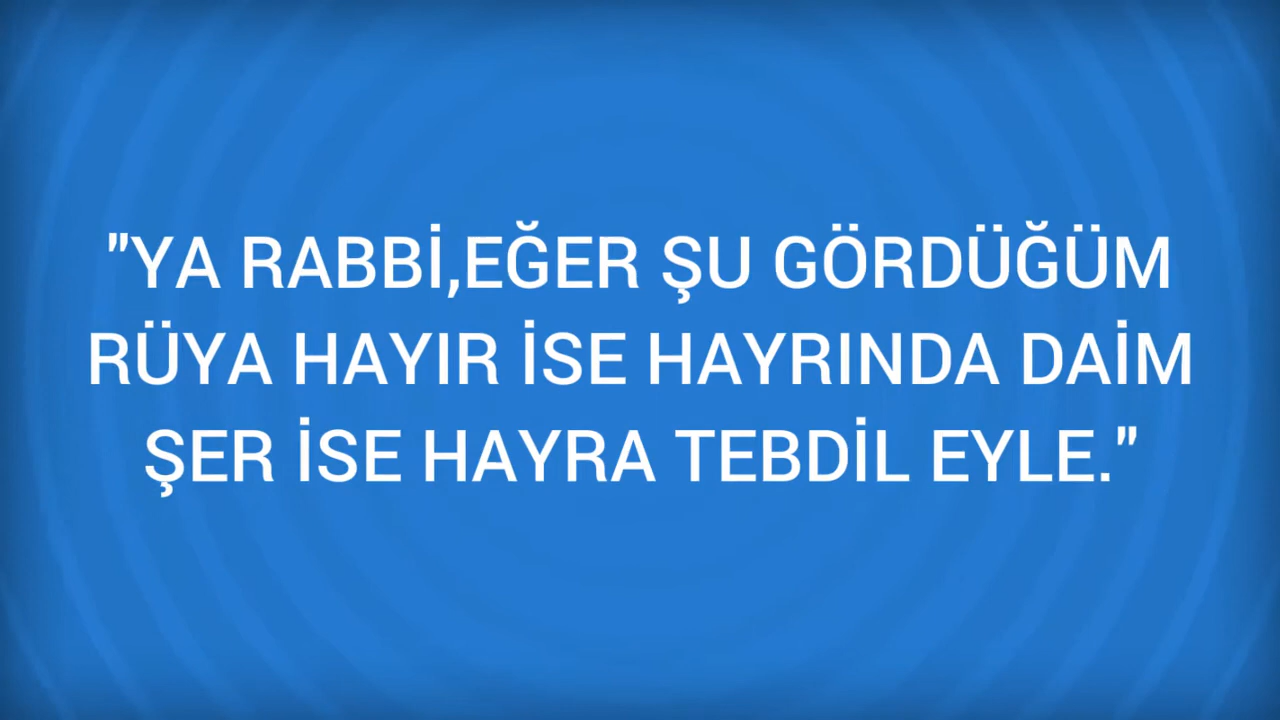 "YA RABBİ,EĞER ŞU GÖRDÜĞÜM
RÜYA HAYIR İSE HAYRINDA DAİM
ŞER İSE HAYRA TEBDİL EYLE."